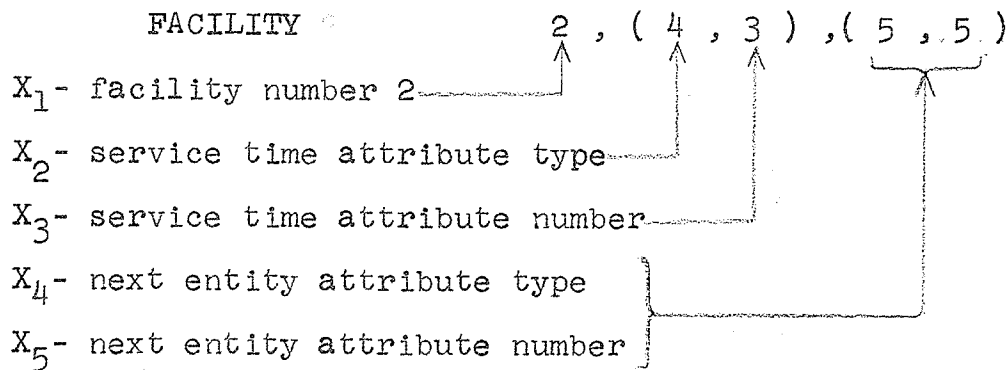 FACILITY 2 , ( 4 , 3 ) , ( 5 , 5 )
X₁- facility number 2
X₂- service time attribute type
X₃- service time attribute number
X₄- next entity attribute type
X₅- next entity attribute number